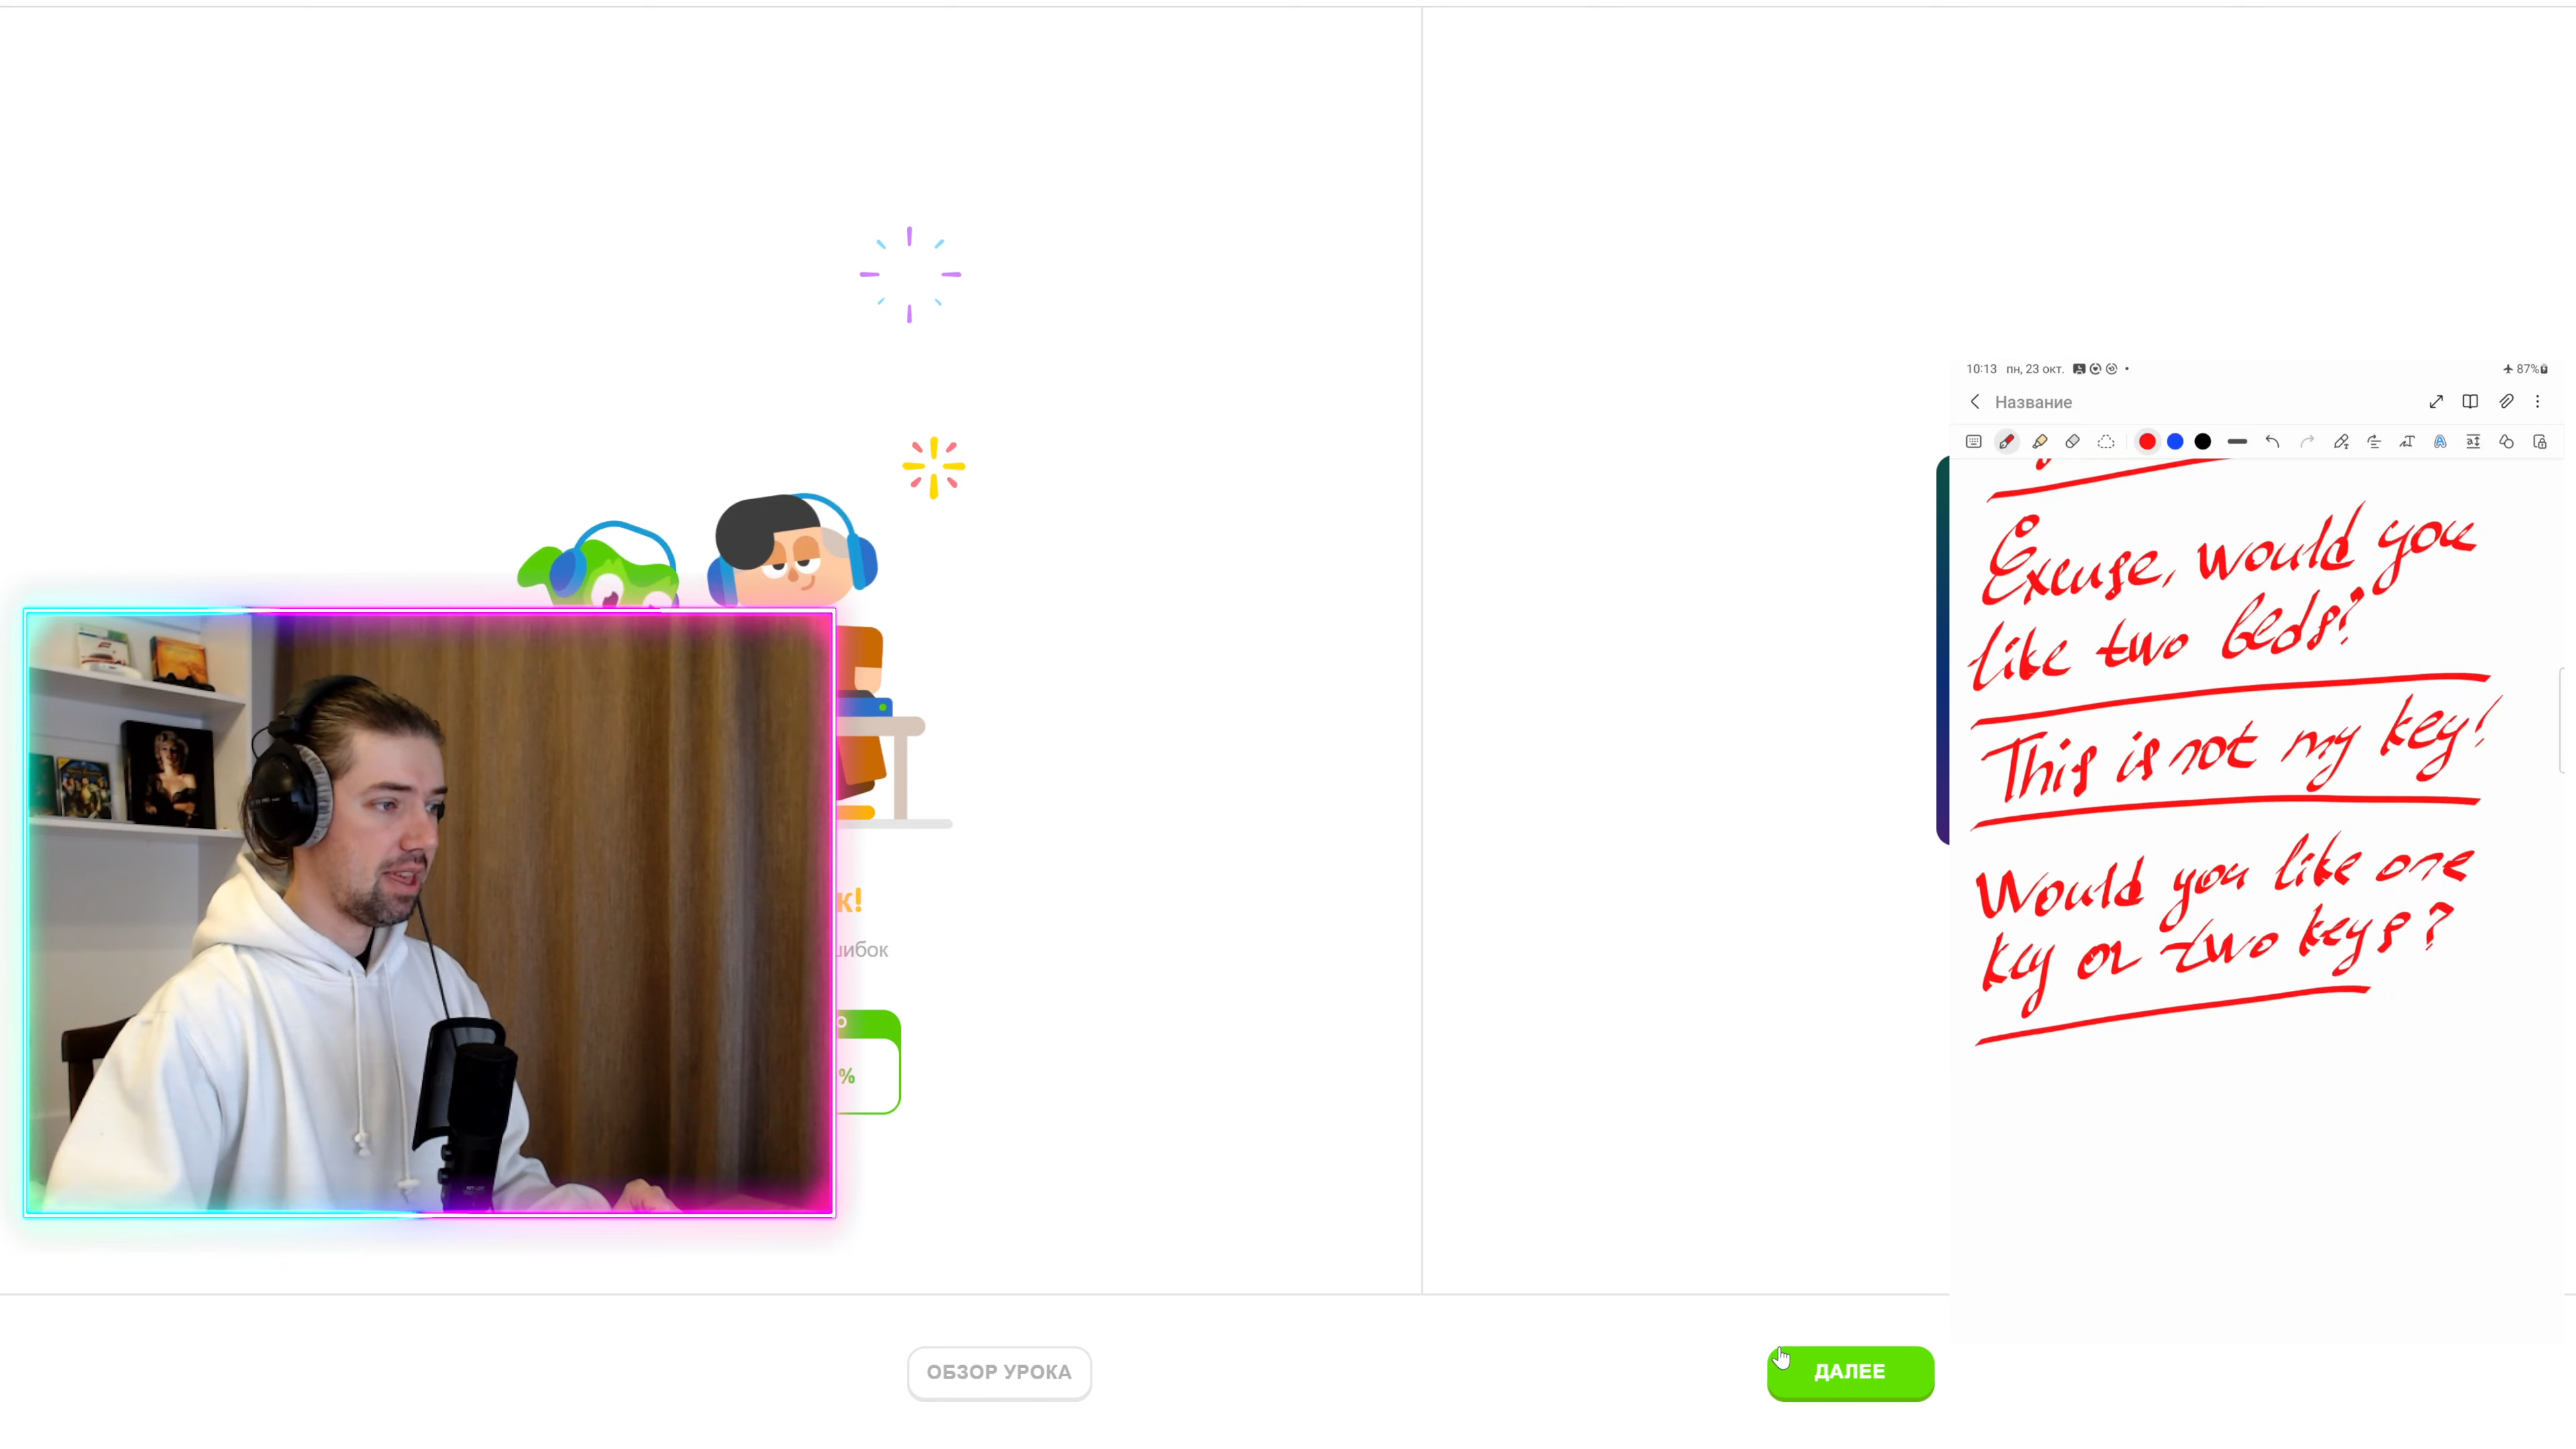 10:13 пн, 23 окт. 87%
Название
Excuse, would you
like two beds?
This is not my key!
Would you like one
key or two keys?
к!
шибок
о
%
ОБЗОР УРОКА
ДАЛЕЕ